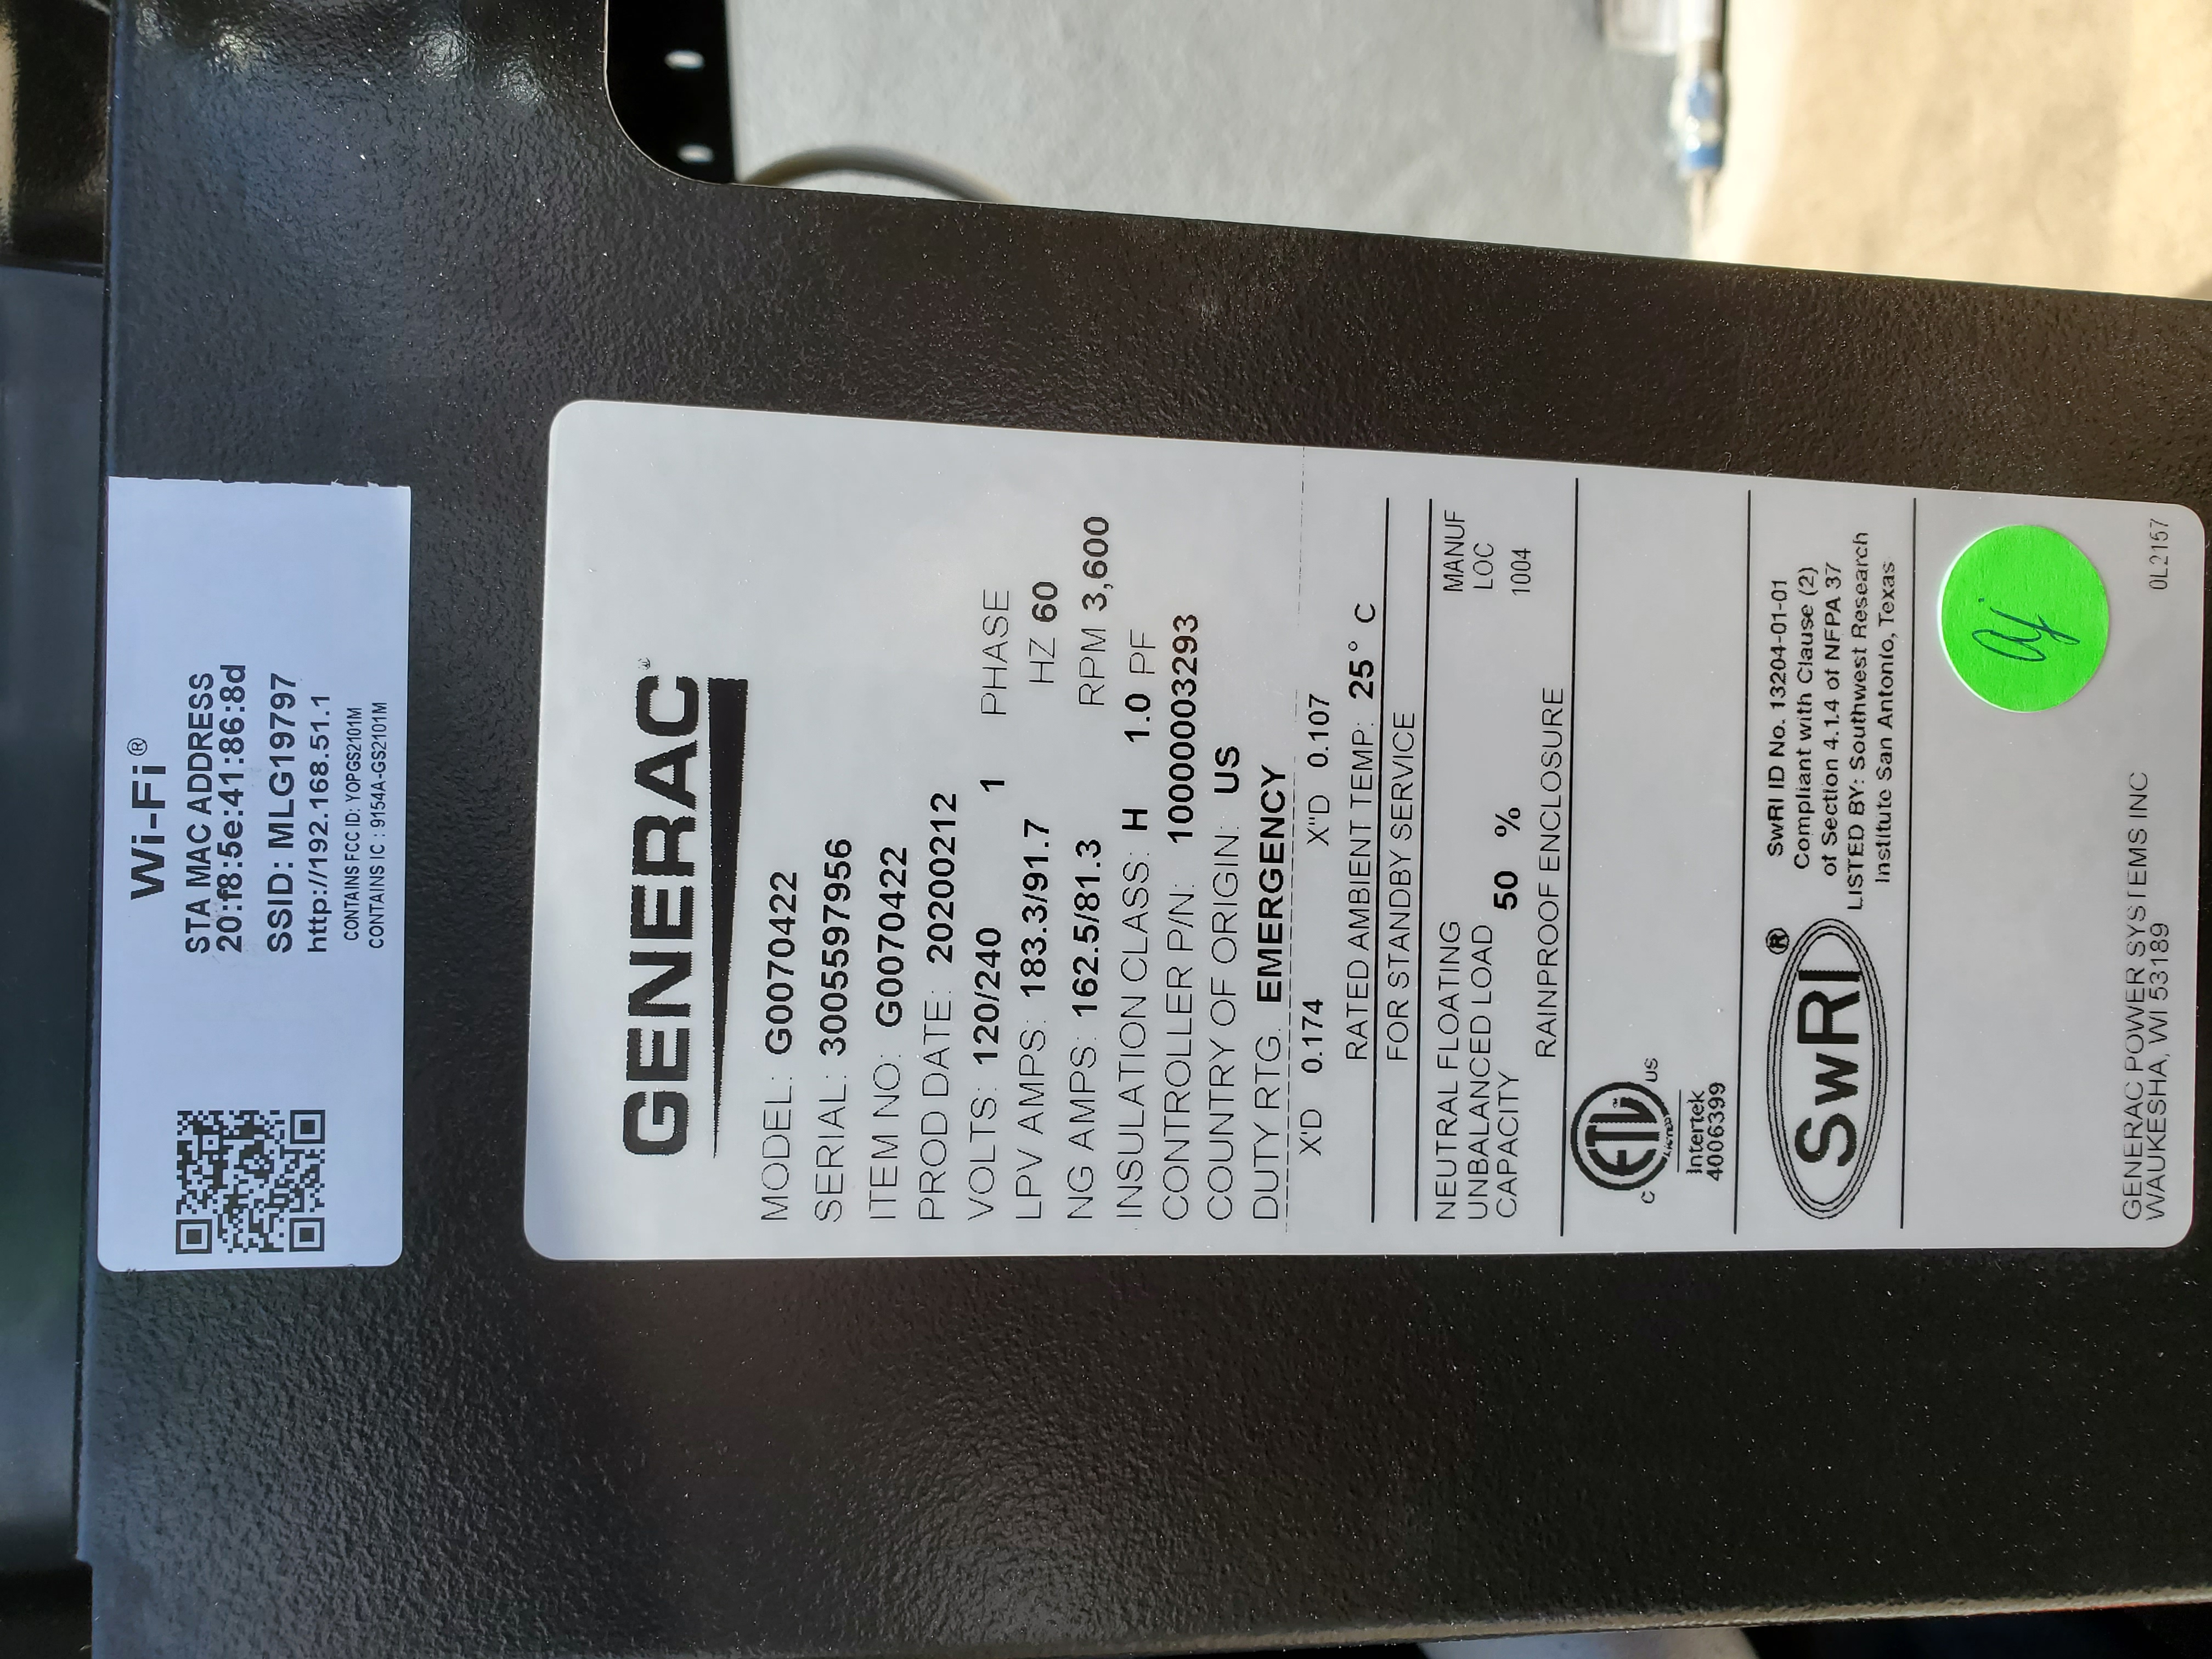 Wi-Fi®
STA MAC ADDRESS
20:f8:5e:41:86:8d
SSID: MLG19797
http://192.168.51.1
CONTAINS FCC ID: YOPGS2101M
CONTAINS IC : 9154A-GS2101M
GENERAC
MODEL: G0070422
SERIAL: 3005597956
ITEM NO: G0070422
PROD DATE: 20200212
VOLTS: 120/240 1 PHASE
LPV AMPS: 183.3/91.7 HZ 60
NG AMPS: 162.5/81.3 RPM 3,600
INSULATION CLASS: H 1.0 PF
CONTROLLER P/N: 10000003293
COUNTRY OF ORIGIN: US
DUTY RTG. EMERGENCY
X'D 0.174 X"D 0.107
RATED AMBIENT TEMP: 25° C
FOR STANDBY SERVICE
NEUTRAL FLOATING MANUF
UNBALANCED LOAD LOC
CAPACITY 50 % 1004
RAINPROOF ENCLOSURE
C ETL US
LISTED
Intertek
4006399
SwRI®
SwRI ID No. 13204-01-01
Compliant with Clause (2)
of Section 4.1.4 of NFPA 37
LISTED BY: Southwest Research
Institute San Antonio, Texas
aj
GENERAC POWER SYSTEMS INC
WAUKESHA, WI 53189 0L2157